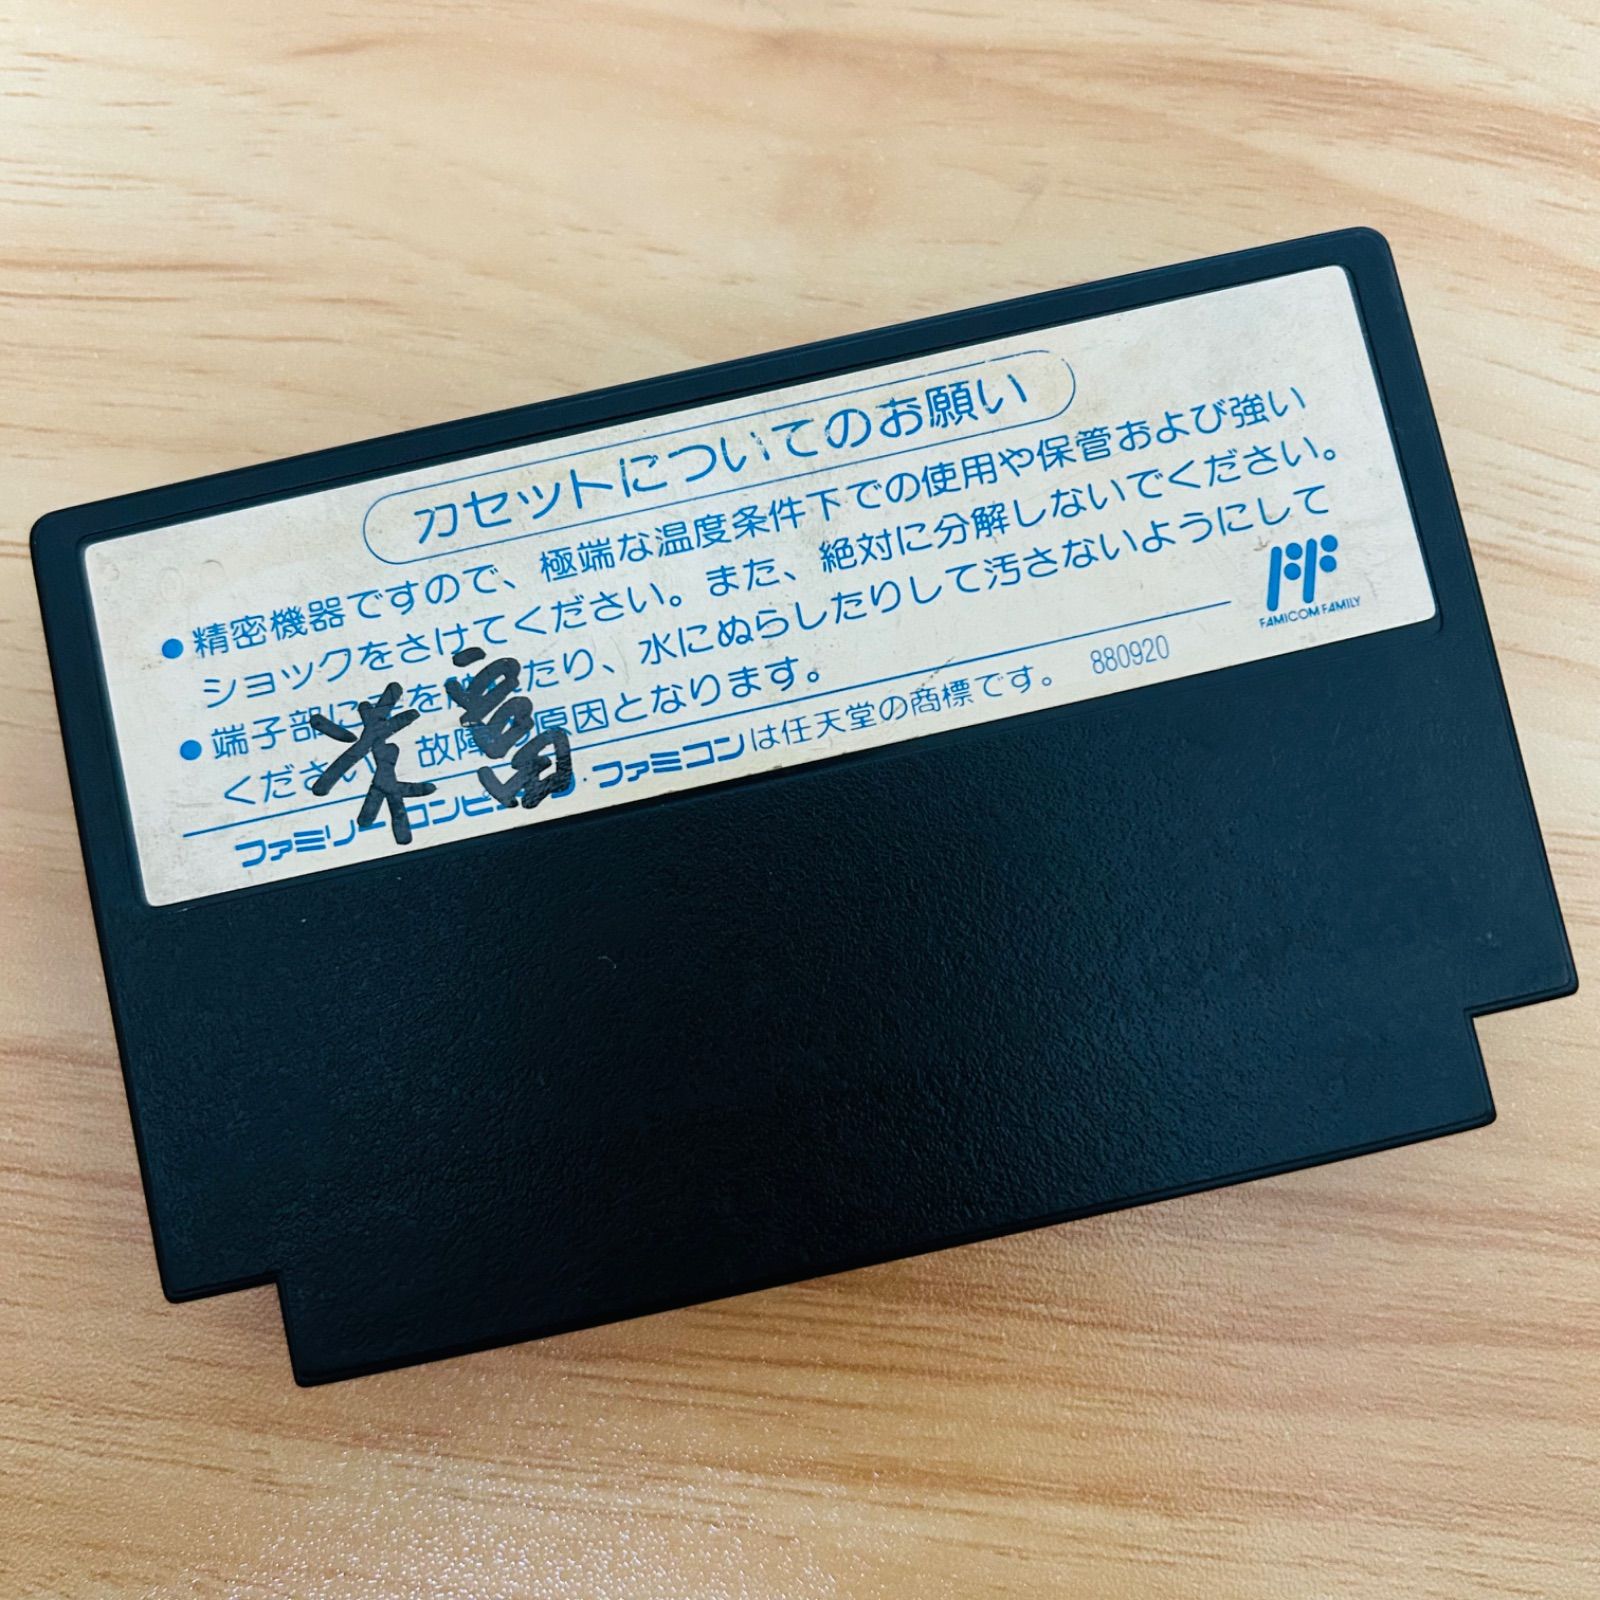 カセットについてのお願い
●精密機器ですので、極端な温度条件下での使用や保管および強い
ショックをさけてください。また、絶対に分解しないでください。
●端子部に手を触れたり、水にぬらしたりして汚さないようにして
ください。故障の原因となります。
FAMICOM FAMILY
ファミリーコンピュータ・ファミコンは任天堂の商標です。 880920
米富